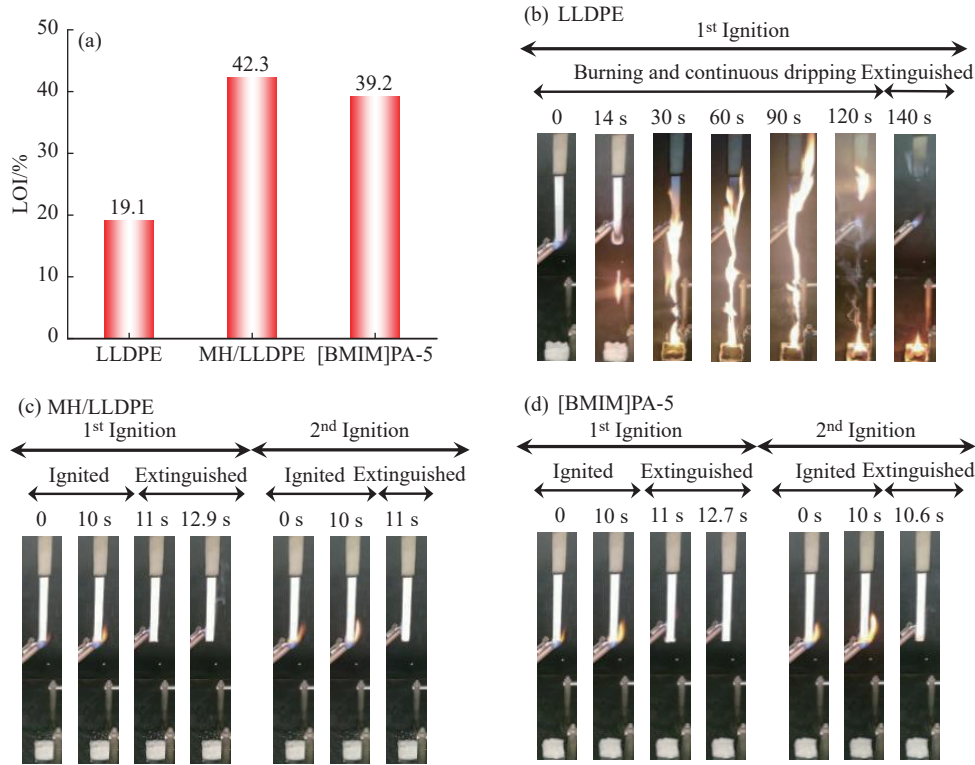 (a)
50
40
30
20
10
0
LOI/%
19.1
42.3
39.2
LLDPE
MH/LLDPE
[BMIM]PA-5
(b) LLDPE
1st Ignition
Burning and continuous dripping Extinguished
0 14 s 30 s 60 s 90 s 120 s 140 s
(c) MH/LLDPE
1st Ignition 2nd Ignition
Ignited Extinguished Ignited Extinguished
0 10 s 11 s 12.9 s 0 s 10 s 11 s
(d) [BMIM]PA-5
1st Ignition 2nd Ignition
Ignited Extinguished Ignited Extinguished
0 10 s 11 s 12.7 s 0 s 10 s 10.6 s